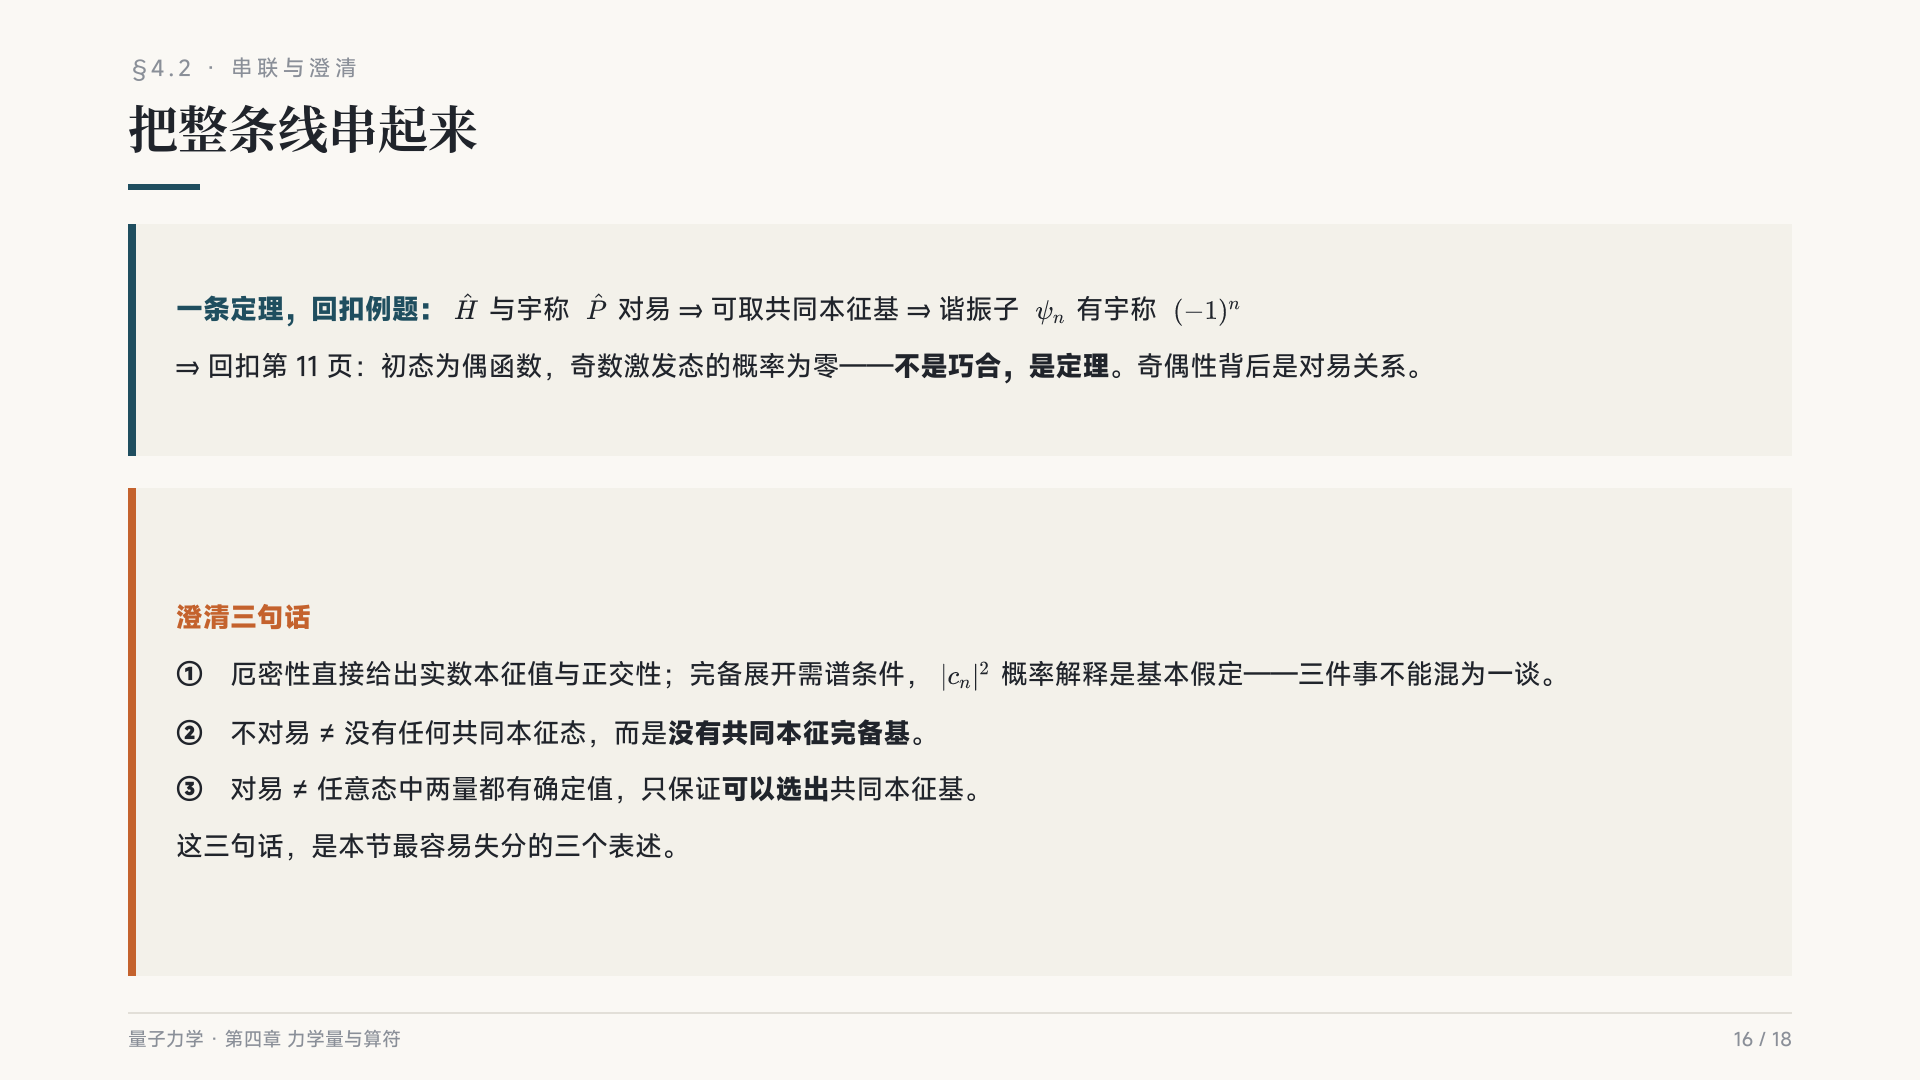 §4.2 · 串联与澄清
把整条线串起来
一条定理，回扣例题： $\hat{H}$ 与宇称 $\hat{P}$ 对易 ⇒ 可取共同本征基 ⇒ 谐振子 $\psi_n$ 有宇称 $(-1)^n$
⇒ 回扣第 11 页：初态为偶函数，奇数激发态的概率为零——不是巧合，是定理。奇偶性背后是对易关系。
澄清三句话
① 厄密性直接给出实数本征值与正交性；完备展开需谱条件， $|c_n|^2$ 概率解释是基本假定——三件事不能混为一谈。
② 不对易 ≠ 没有任何共同本征态，而是没有共同本征完备基。
③ 对易 ≠ 任意态中两量都有确定值，只保证可以选出共同本征基。
这三句话，是本节最容易失分的三个表述。
量子力学 · 第四章 力学量与算符
16 / 18